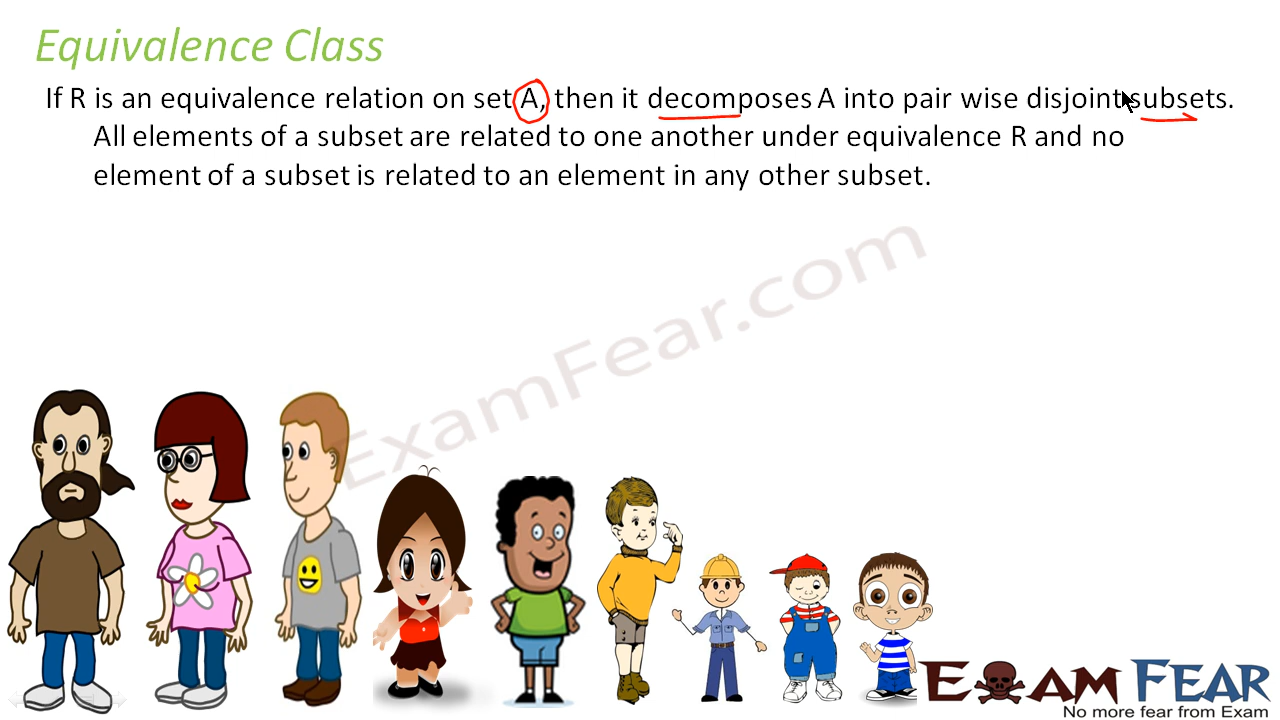 Equivalence Class
If R is an equivalence relation on set A, then it decomposes A into pair wise disjoint subsets.
All elements of a subset are related to one another under equivalence R and no
element of a subset is related to an element in any other subset.
ExamFear.com
EXAM FEAR
No more fear from Exam